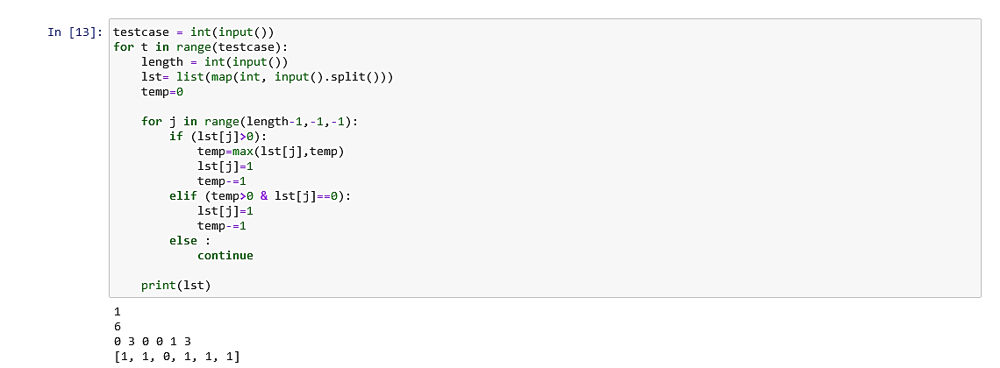 In [13]: testcase = int(input())
for t in range(testcase):
    length = int(input())
    lst= list(map(int, input().split()))
    temp=0

    for j in range(length-1,-1,-1):
        if (lst[j]>0):
            temp=max(lst[j],temp)
            lst[j]=1
            temp-=1
        elif (temp>0 & lst[j]==0):
            lst[j]=1
            temp-=1
        else :
            continue

    print(lst)
1
6
0 3 0 0 1 3
[1, 1, 0, 1, 1, 1]